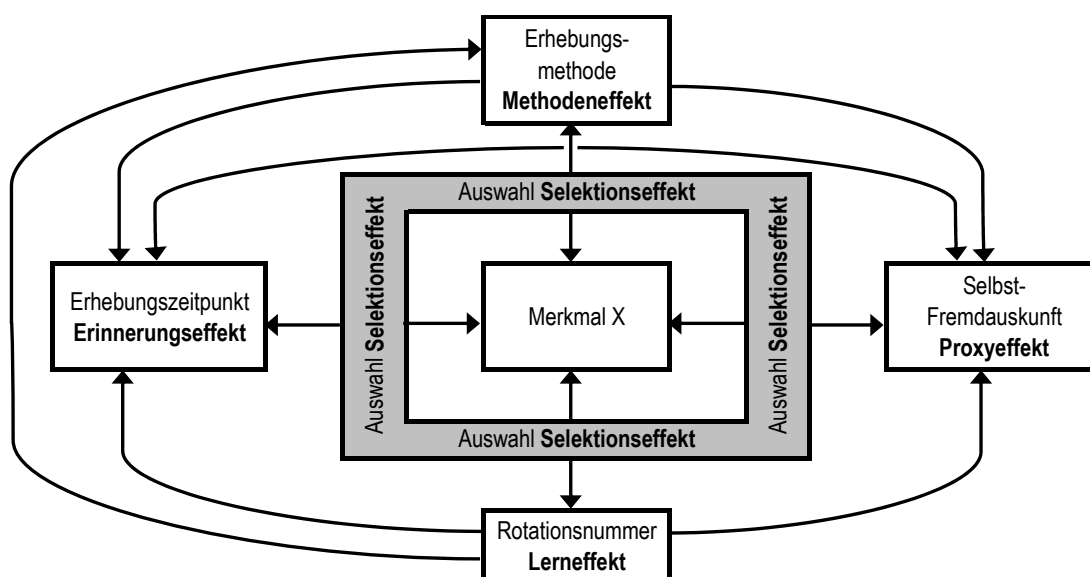 Erhebungs-
methode
Methodeneffekt
Auswahl Selektionseffekt
Auswahl Selektionseffekt
Auswahl Selektionseffekt
Erhebungszeitpunkt
Erinnerungseffekt
Merkmal X
Selbst-
Fremdauskunft
Proxyeffekt
Auswahl Selektionseffekt
Rotationsnummer
Lerneffekt